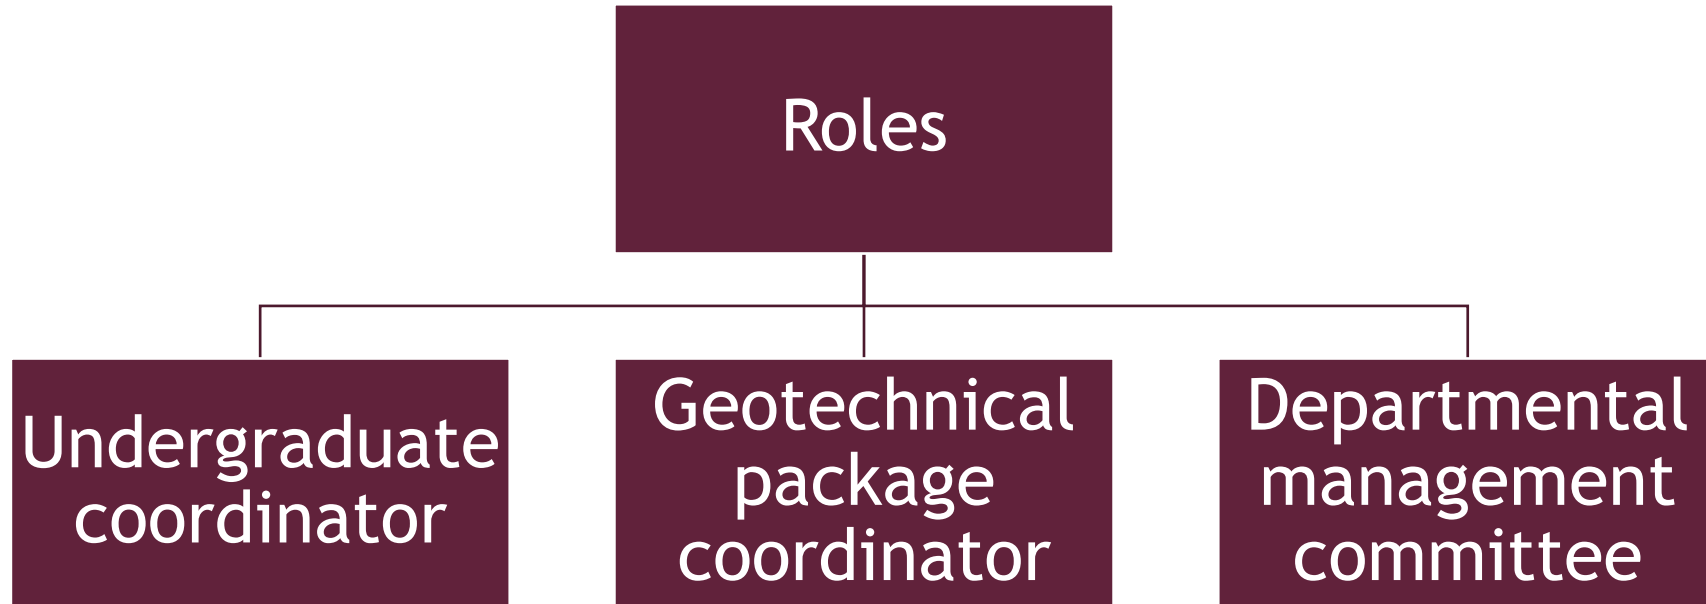 Roles
Undergraduate
coordinator
Geotechnical
package
coordinator
Departmental
management
committee